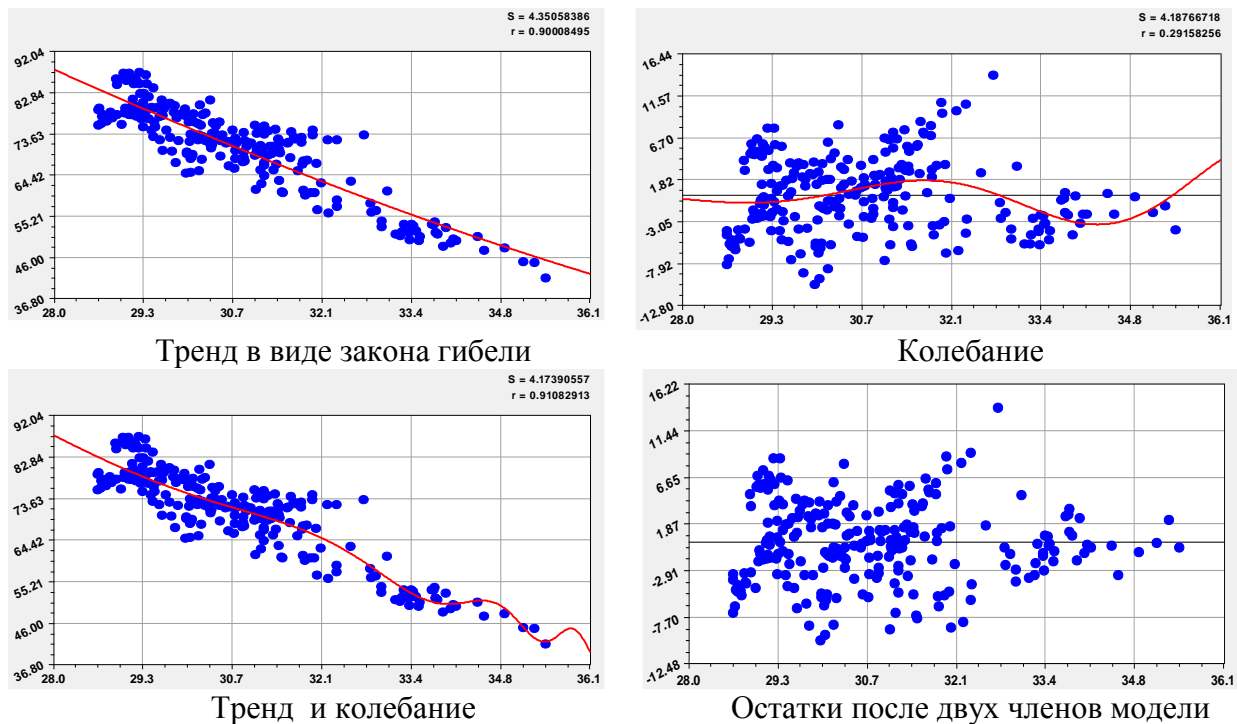 S = 4.35058386
r = 0.90008495
92.04
82.84
73.63
64.42
55.21
46.00
36.80
28.0 29.3 30.7 32.1 33.4 34.8 36.1
Тренд в виде закона гибели
S = 4.18766718
r = 0.29158256
16.44
11.57
6.70
1.82
-3.05
-7.92
-12.80
28.0 29.3 30.7 32.1 33.4 34.8 36.1
Колебание
S = 4.17390557
r = 0.91082913
92.04
82.84
73.63
64.42
55.21
46.00
36.80
28.0 29.3 30.7 32.1 33.4 34.8 36.1
Тренд и колебание
16.22
11.44
6.65
1.87
-2.91
-7.70
-12.48
28.0 29.3 30.7 32.1 33.4 34.8 36.1
Остатки после двух членов модели